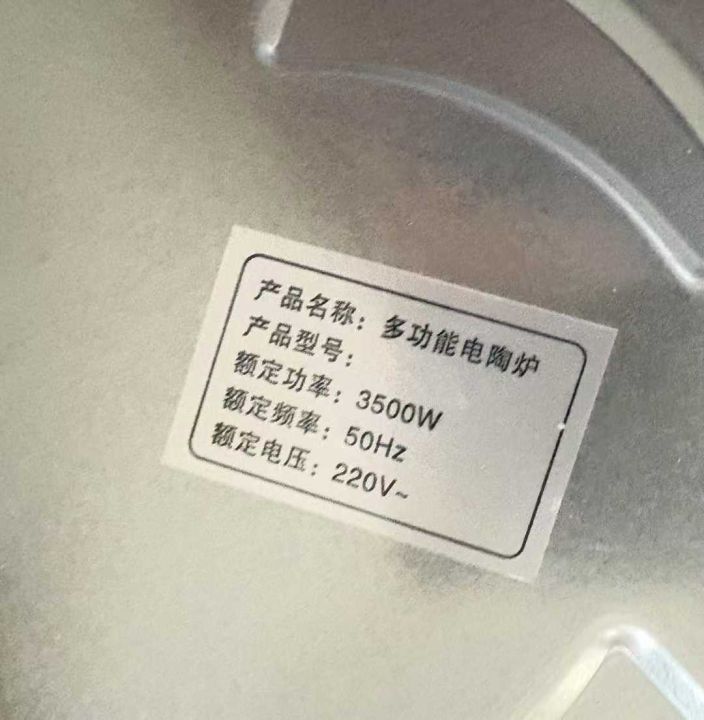 产品名称：多功能电陶炉
产品型号：
额定功率：3500W
额定频率：50Hz
额定电压：220V~